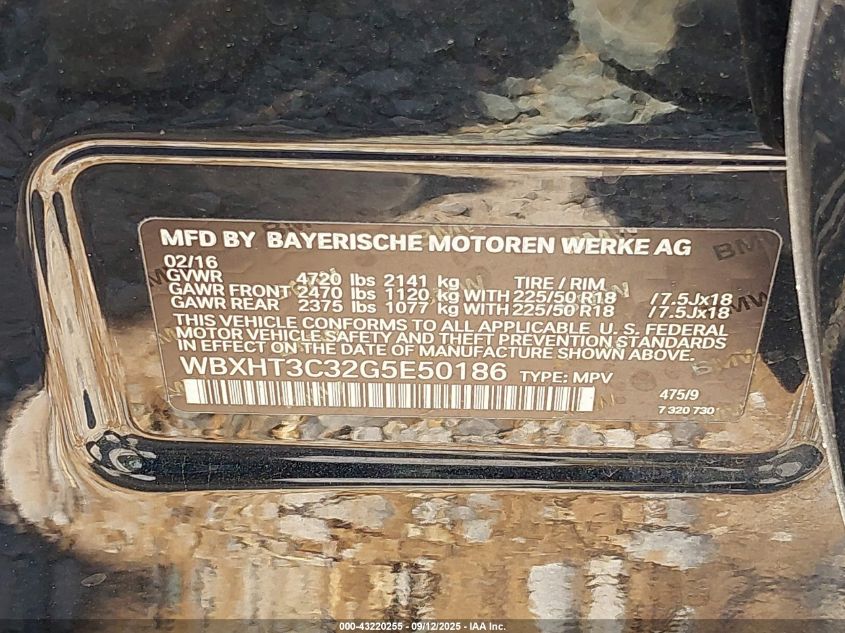 MFD BY BAYERISCHE MOTOREN WERKE AG
02/16
GVWR 4720 lbs 2141 kg TIRE / RIM
GAWR FRONT 2470 lbs 1120 kg WITH 225/50 R18 /7.5Jx18
GAWR REAR 2375 lbs 1077 kg WITH 225/50 R18 /7.5Jx18
THIS VEHICLE CONFORMS TO ALL APPLICABLE U. S. FEDERAL
MOTOR VEHICLE SAFETY AND THEFT PREVENTION STANDARDS
IN EFFECT ON THE DATE OF MANUFACTURE SHOWN ABOVE.
WBXHT3C32G5E50186 TYPE: MPV
475/9
7 320 730
000-43220255 - 09/12/2025 - IAA Inc.